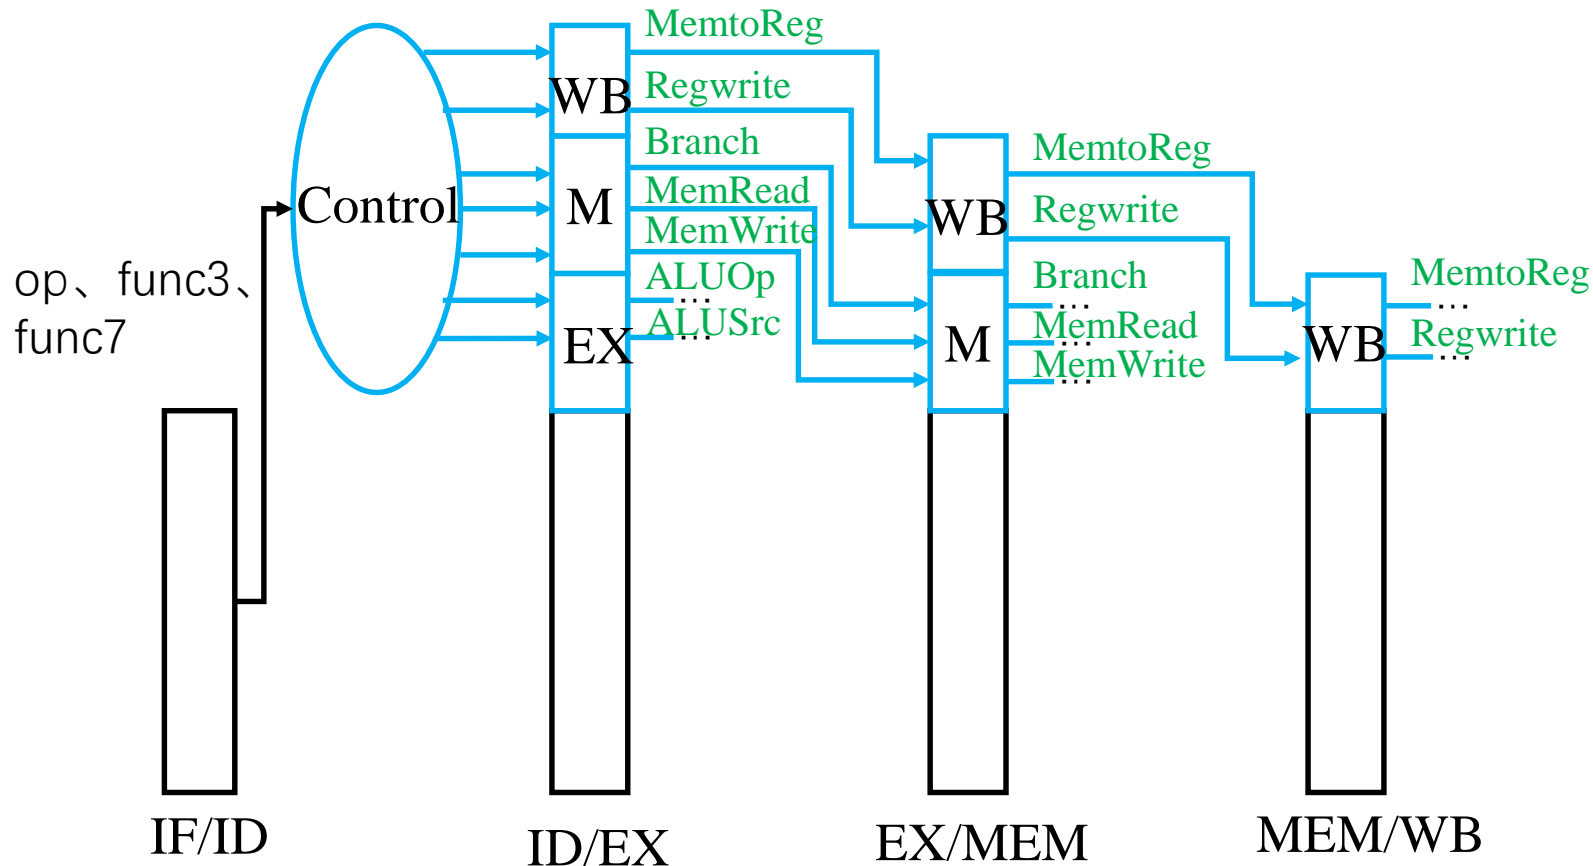 op、func3、
func7
Control
WB
M
EX
MemtoReg
Regwrite
Branch
MemRead
MemWrite
ALUOp
...
ALUSrc
...
WB
M
MemtoReg
Regwrite
Branch
...
MemRead
...
MemWrite
...
WB
MemtoReg
...
Regwrite
...
IF/ID
ID/EX
EX/MEM
MEM/WB